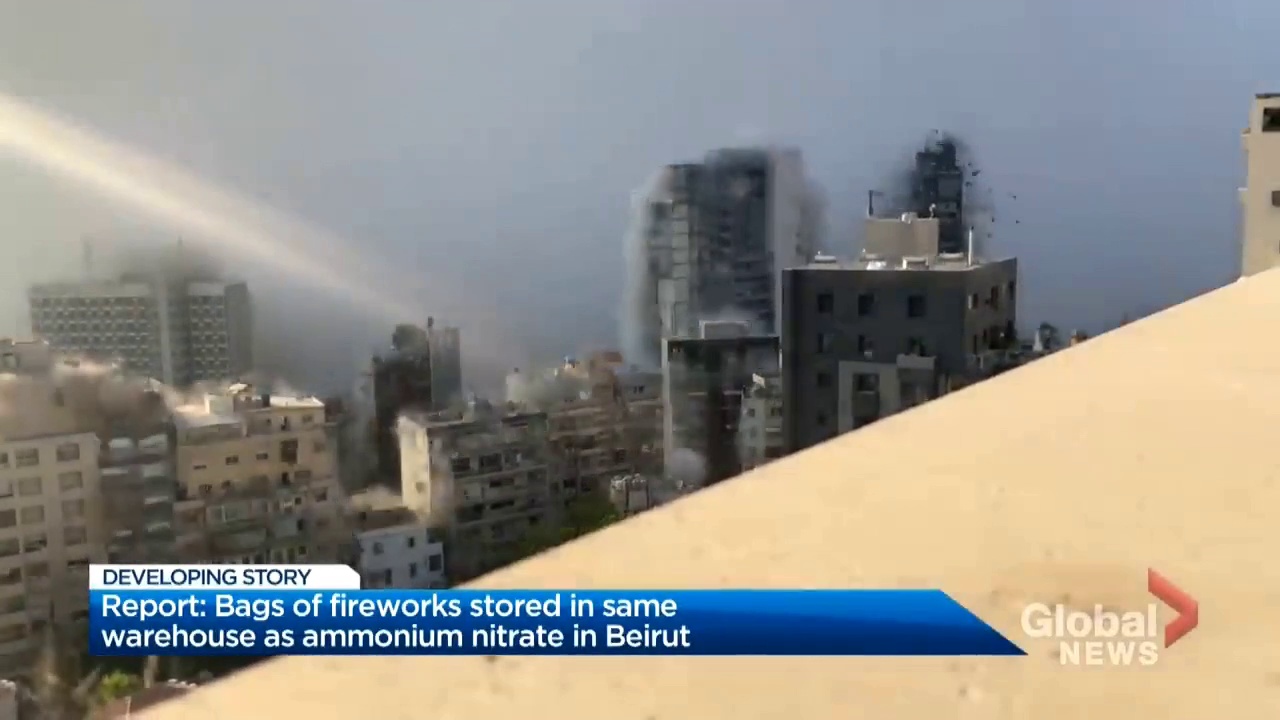 DEVELOPING STORY
Report: Bags of fireworks stored in same
warehouse as ammonium nitrate in Beirut
Global
NEWS